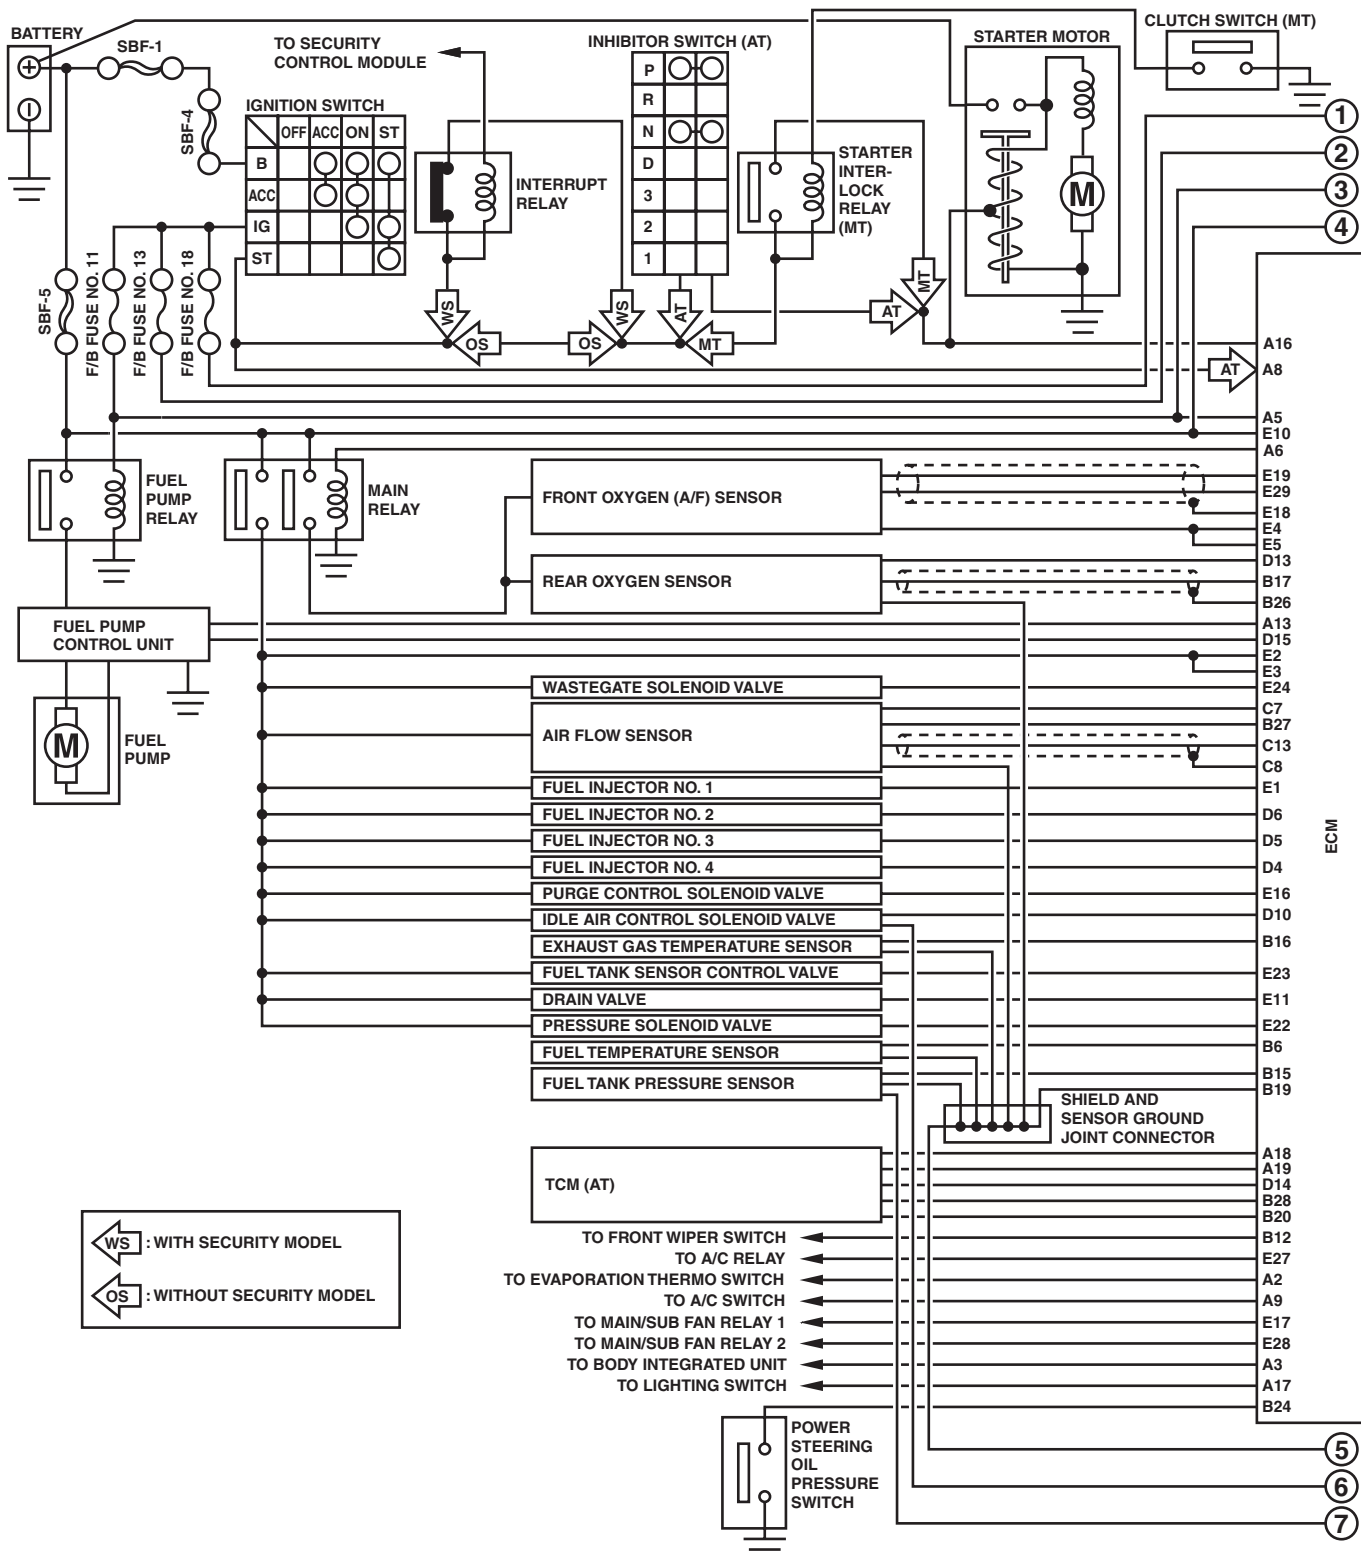 BATTERY
SBF-1
TO SECURITY
CONTROL MODULE
INHIBITOR SWITCH (AT)
STARTER MOTOR
CLUTCH SWITCH (MT)
SBF-4
IGNITION SWITCH
OFF ACC ON ST
B
ACC
IG
ST
INTERRUPT
RELAY
P
R
N
D
3
2
1
STARTER
INTER-
LOCK
RELAY
(MT)
M
1
2
3
4
SBF-5
F/B FUSE NO. 11
F/B FUSE NO. 13
F/B FUSE NO. 18
WS
OS
OS
WS
AT
MT
AT
MT
AT
A16
A8
A5
E10
A6
FUEL
PUMP
RELAY
MAIN
RELAY
FRONT OXYGEN (A/F) SENSOR
E19
E29
E18
E4
E5
REAR OXYGEN SENSOR
D13
B17
B26
FUEL PUMP
CONTROL UNIT
A13
D15
E2
E3
WASTEGATE SOLENOID VALVE
E24
M
FUEL
PUMP
AIR FLOW SENSOR
C7
B27
C13
C8
FUEL INJECTOR NO. 1
E1
FUEL INJECTOR NO. 2
D6
FUEL INJECTOR NO. 3
D5
FUEL INJECTOR NO. 4
D4
ECM
PURGE CONTROL SOLENOID VALVE
E16
IDLE AIR CONTROL SOLENOID VALVE
D10
EXHAUST GAS TEMPERATURE SENSOR
B16
FUEL TANK SENSOR CONTROL VALVE
E23
DRAIN VALVE
E11
PRESSURE SOLENOID VALVE
E22
FUEL TEMPERATURE SENSOR
B6
FUEL TANK PRESSURE SENSOR
B15
B19
SHIELD AND
SENSOR GROUND
JOINT CONNECTOR
TCM (AT)
A18
A19
D14
B28
B20
WS : WITH SECURITY MODEL
OS : WITHOUT SECURITY MODEL
TO FRONT WIPER SWITCH
B12
TO A/C RELAY
E27
TO EVAPORATION THERMO SWITCH
A2
TO A/C SWITCH
A9
TO MAIN/SUB FAN RELAY 1
E17
TO MAIN/SUB FAN RELAY 2
E28
TO BODY INTEGRATED UNIT
A3
TO LIGHTING SWITCH
A17
B24
POWER
STEERING
OIL
PRESSURE
SWITCH
5
6
7